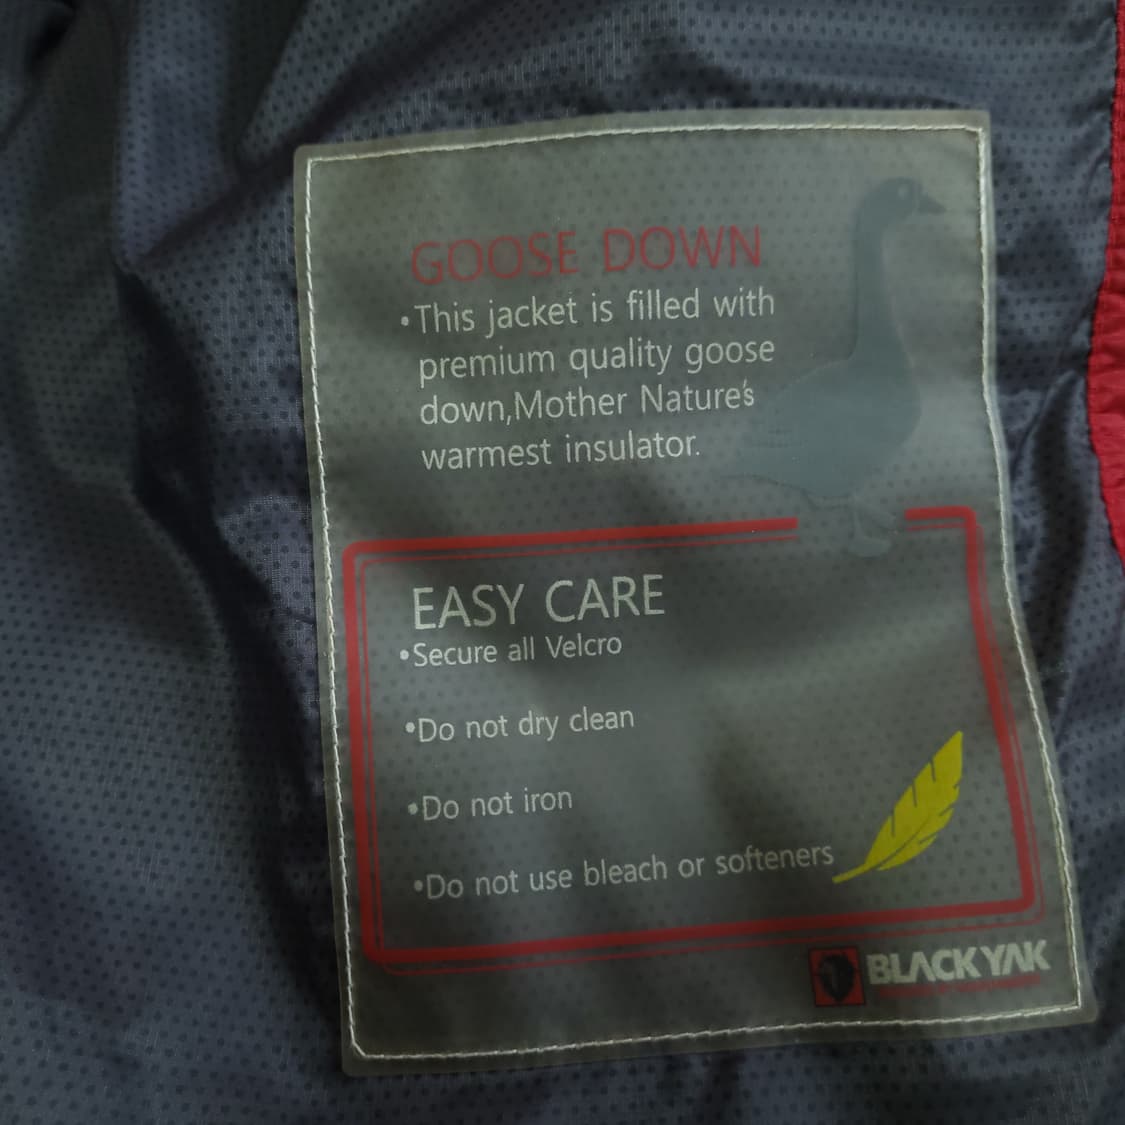 GOOSE DOWN
•This jacket is filled with
premium quality goose
down,Mother Nature's
warmest insulator.
EASY CARE
•Secure all Velcro
•Do not dry clean
•Do not iron
•Do not use bleach or softeners
BLACKYAK